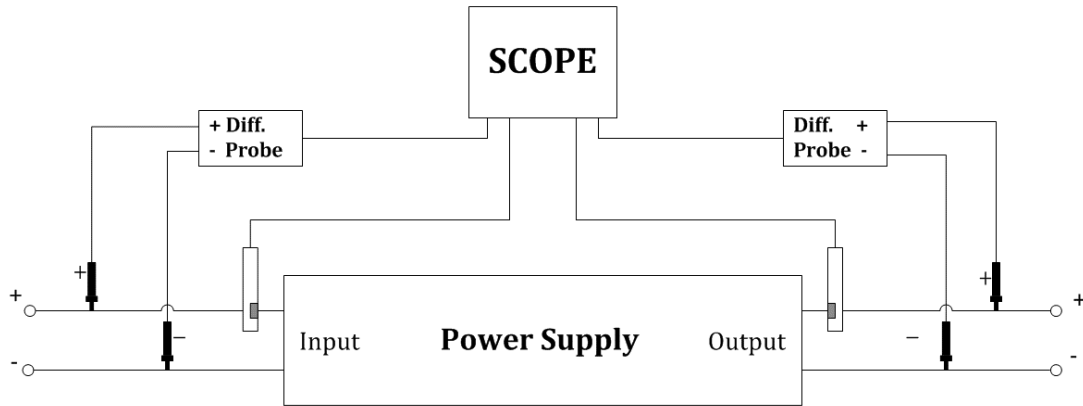 SCOPE
+ Diff.
- Probe
Diff. +
Probe -
+
+
+
+
–
–
-
-
Input
Power Supply
Output